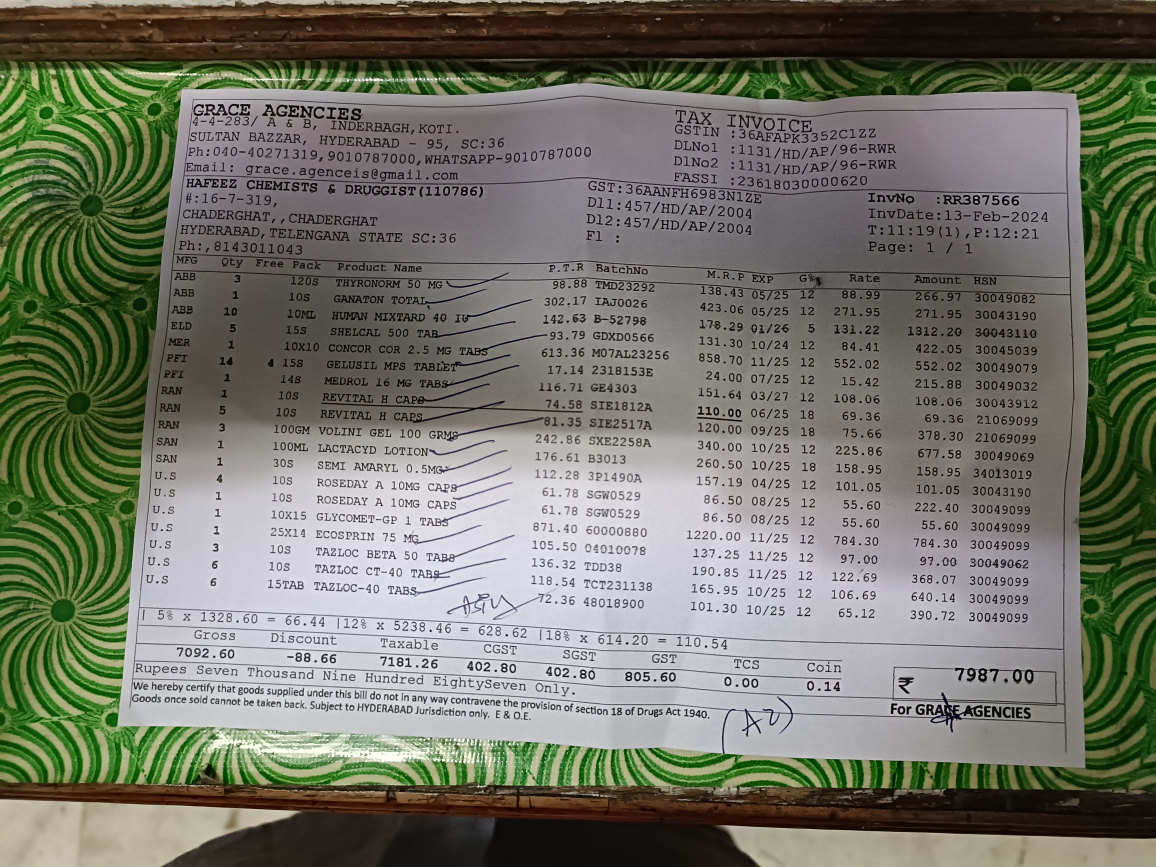 GRACE AGENCIES
4-4-283/ A & B, INDERBAGH,KOTI.
SULTAN BAZZAR, HYDERABAD - 95, SC:36
Ph:040-40271319,9010787000,WHATSAPP-9010787000
Email: grace.agenceis@gmail.com
TAX INVOICE
GSTIN :36AFAPK3352C1ZZ
DLNo1 :1131/HD/AP/96-RWR
DlNo2 :1131/HD/AP/96-RWR
FASSI :23618030000620
HAFEEZ CHEMISTS & DRUGGIST(110786)
#:16-7-319,
CHADERGHAT,,CHADERGHAT
HYDERABAD,TELENGANA STATE SC:36
Ph:,8143011043
GST:36AANFH6983N1ZE
Dl1:457/HD/AP/2004
Dl2:457/HD/AP/2004
Fl :
InvNo :RR387566
InvDate:13-Feb-2024
T:11:19(1),P:12:21
Page: 1 / 1
MFG Qty Free Pack Product Name P.T.R BatchNo M.R.P EXP G% Rate Amount HSN
ABB 3 120S THYRONORM 50 MG 98.88 TMD23292 138.43 05/25 12 88.99 266.97 30049082
ABB 1 10S GANATON TOTAL 302.17 IAJ0026 423.06 05/25 12 271.95 271.95 30043190
ABB 10 10ML HUMAN MIXTARD 40 IU 142.63 B-52798 178.29 01/26 5 131.22 1312.20 30043110
ELD 5 15S SHELCAL 500 TAB 93.79 GDXD0566 131.30 10/24 12 84.41 422.05 30045039
MER 1 10X10 CONCOR COR 2.5 MG TABS 613.36 M07AL23256 858.70 11/25 12 552.02 552.02 30049079
PFI 14 4 15S GELUSIL MPS TABLET 17.14 2318153E 24.00 07/25 12 15.42 215.88 30049032
PFI 1 14S MEDROL 16 MG TABS 116.71 GE4303 151.64 03/27 12 108.06 108.06 30043912
RAN 1 10S REVITAL H CAPS 74.58 SIE1812A 110.00 06/25 18 69.36 69.36 21069099
RAN 5 10S REVITAL H CAPS 81.35 SIE2517A 120.00 09/25 18 75.66 378.30 21069099
RAN 3 100GM VOLINI GEL 100 GRMS 242.86 SXE2258A 340.00 10/25 12 225.86 677.58 30049069
SAN 1 100ML LACTACYD LOTION 176.61 B3013 260.50 10/25 18 158.95 158.95 34013019
SAN 1 30S SEMI AMARYL 0.5MG 112.28 3P1490A 157.19 04/25 12 101.05 101.05 30043190
U.S 4 10S ROSEDAY A 10MG CAPS 61.78 SGW0529 86.50 08/25 12 55.60 222.40 30049099
U.S 1 10S ROSEDAY A 10MG CAPS 61.78 SGW0529 86.50 08/25 12 55.60 55.60 30049099
U.S 1 10X15 GLYCOMET-GP 1 TABS 871.40 60000880 1220.00 11/25 12 784.30 784.30 30049099
U.S 1 25X14 ECOSPRIN 75 MG 105.50 04010078 137.25 11/25 12 97.00 97.00 30049062
U.S 3 10S TAZLOC BETA 50 TABS 136.32 TDD38 190.85 11/25 12 122.69 368.07 30049099
U.S 6 10S TAZLOC CT-40 TABS 118.54 TCT231138 165.95 10/25 12 106.69 640.14 30049099
U.S 6 15TAB TAZLOC-40 TABS 72.36 48018900 101.30 10/25 12 65.12 390.72 30049099
| 5% x 1328.60 = 66.44 |12% x 5238.46 = 628.62 |18% x 614.20 = 110.54
Gross Discount Taxable CGST SGST GST TCS Coin
7092.60 -88.66 7181.26 402.80 402.80 805.60 0.00 0.14
₹ 7987.00
Rupees Seven Thousand Nine Hundred EightySeven Only.
We hereby certify that goods supplied under this bill do not in any way contravene the provision of section 18 of Drugs Act 1940.
Goods once sold cannot be taken back. Subject to HYDERABAD Jurisdiction only. E & O.E.
For GRACE AGENCIES